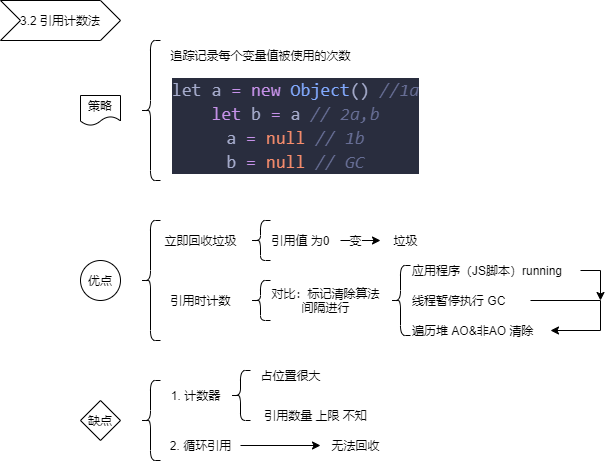 3.2 引用计数法
追踪记录每个变量值被使用的次数
策略
let a = new Object() //1a
let b = a // 2a,b
a = null // 1b
b = null // GC
优点
立即回收垃圾
引用值 为0
变
垃圾
引用时计数
对比：标记清除算法
间隔进行
应用程序（JS脚本）running
线程暂停执行 GC
遍历堆 AO&非AO 清除
缺点
1. 计数器
占位置很大
引用数量 上限 不知
2. 循环引用
无法回收